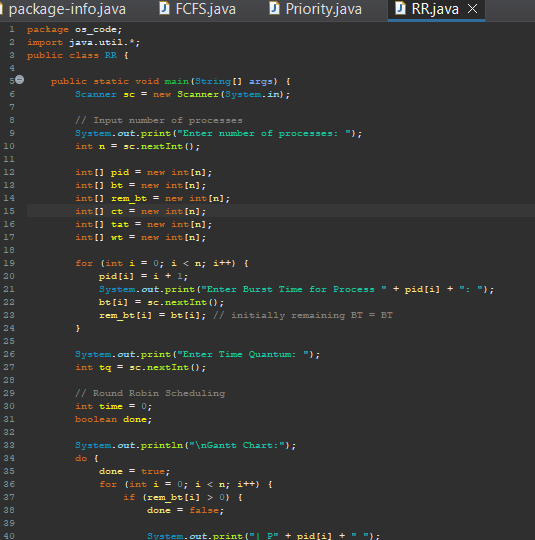 package-info.java FCFS.java Priority.java RR.java
1 package os_code;
2 import java.util.*;
3 public class RR {
4
5 public static void main(String[] args) {
6 Scanner sc = new Scanner(System.in);
7
8 // Input number of processes
9 System.out.print("Enter number of processes: ");
10 int n = sc.nextInt();
11
12 int[] pid = new int[n];
13 int[] bt = new int[n];
14 int[] rem_bt = new int[n];
15 int[] ct = new int[n];
16 int[] tat = new int[n];
17 int[] wt = new int[n];
18
19 for (int i = 0; i < n; i++) {
20 pid[i] = i + 1;
21 System.out.print("Enter Burst Time for Process " + pid[i] + ": ");
22 bt[i] = sc.nextInt();
23 rem_bt[i] = bt[i]; // initially remaining BT = BT
24 }
25
26 System.out.print("Enter Time Quantum: ");
27 int tq = sc.nextInt();
28
29 // Round Robin Scheduling
30 int time = 0;
31 boolean done;
32
33 System.out.println("\nGantt Chart:");
34 do {
35 done = true;
36 for (int i = 0; i < n; i++) {
37 if (rem_bt[i] > 0) {
38 done = false;
39
40 System.out.print("| P" + pid[i] + " ");